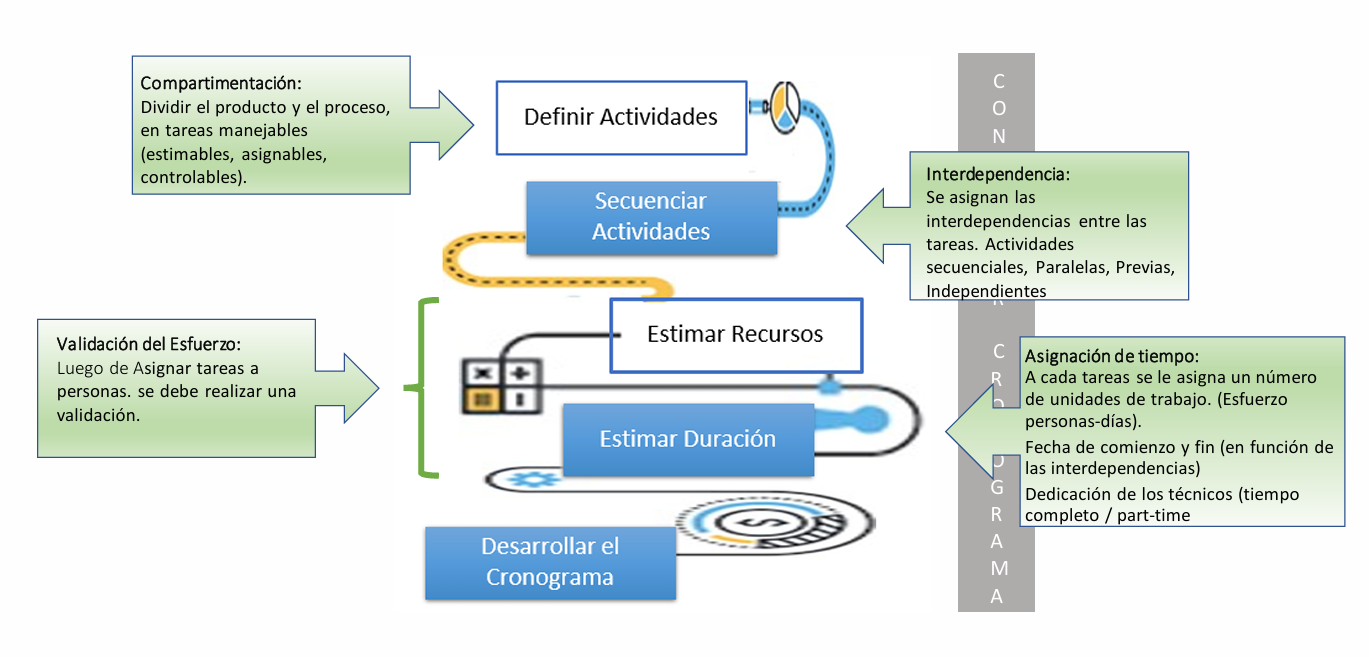 Compartimentación:
Dividir el producto y el proceso,
en tareas manejables
(estimables, asignables,
controlables).
Definir Actividades
Secuenciar
Actividades
Interdependencia:
Se asignan las
interdependencias entre las
tareas. Actividades
secuenciales, Paralelas, Previas,
Independientes
Estimar Recursos
Validación del Esfuerzo:
Luego de Asignar tareas a
personas. se debe realizar una
validación.
Estimar Duración
Asignación de tiempo:
A cada tareas se le asigna un número
de unidades de trabajo. (Esfuerzo
personas-días).
Fecha de comienzo y fin (en función de
las interdependencias)
Dedicación de los técnicos (tiempo
completo / part-time
Desarrollar el
Cronograma
C
O
N
R
C
R
O
O
G
R
A
M
A